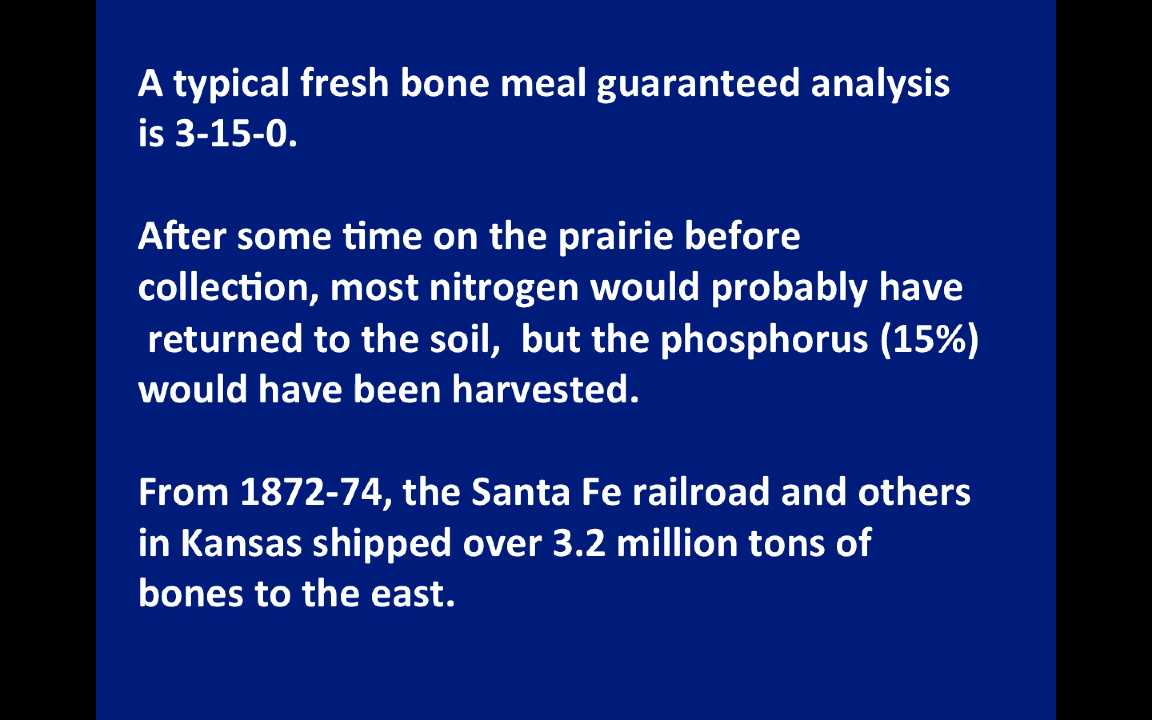 A typical fresh bone meal guaranteed analysis
is 3-15-0.
After some time on the prairie before
collection, most nitrogen would probably have
returned to the soil,  but the phosphorus (15%)
would have been harvested.
From 1872-74, the Santa Fe railroad and others
in Kansas shipped over 3.2 million tons of
bones to the east.